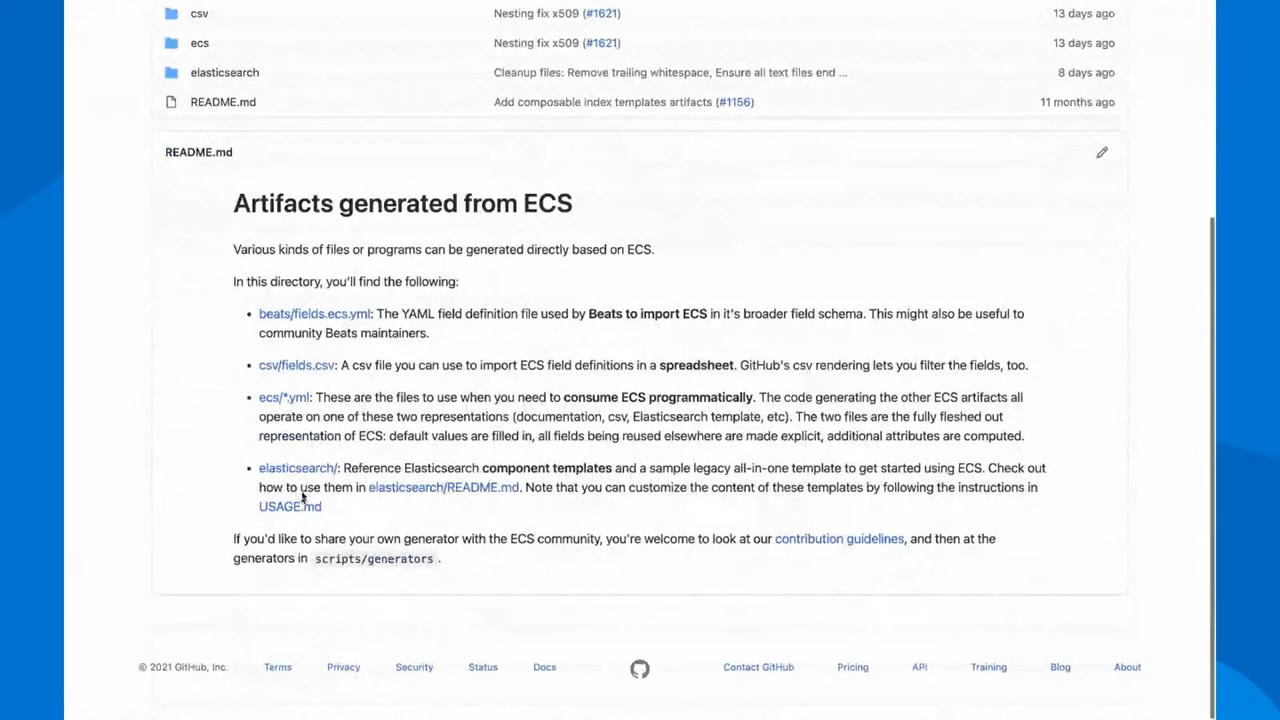 csv Nesting fix x509 (#1621) 13 days ago
ecs Nesting fix x509 (#1621) 13 days ago
elasticsearch Cleanup files: Remove trailing whitespace, Ensure all text files end ... 8 days ago
README.md Add composable index templates artifacts (#1156) 11 months ago
README.md
Artifacts generated from ECS
Various kinds of files or programs can be generated directly based on ECS.
In this directory, you'll find the following:
• beats/fields.ecs.yml: The YAML field definition file used by Beats to import ECS in it's broader field schema. This might also be useful to
community Beats maintainers.
• csv/fields.csv: A csv file you can use to import ECS field definitions in a spreadsheet. GitHub's csv rendering lets you filter the fields, too.
• ecs/*.yml: These are the files to use when you need to consume ECS programmatically. The code generating the other ECS artifacts all
operate on one of these two representations (documentation, csv, Elasticsearch template, etc). The two files are the fully fleshed out
representation of ECS: default values are filled in, all fields being reused elsewhere are made explicit, additional attributes are computed.
• elasticsearch/: Reference Elasticsearch component templates and a sample legacy all-in-one template to get started using ECS. Check out
how to use them in elasticsearch/README.md. Note that you can customize the content of these templates by following the instructions in
USAGE.md
If you'd like to share your own generator with the ECS community, you're welcome to look at our contribution guidelines, and then at the
generators in scripts/generators .
© 2021 GitHub, Inc. Terms Privacy Security Status Docs Contact GitHub Pricing API Training Blog About